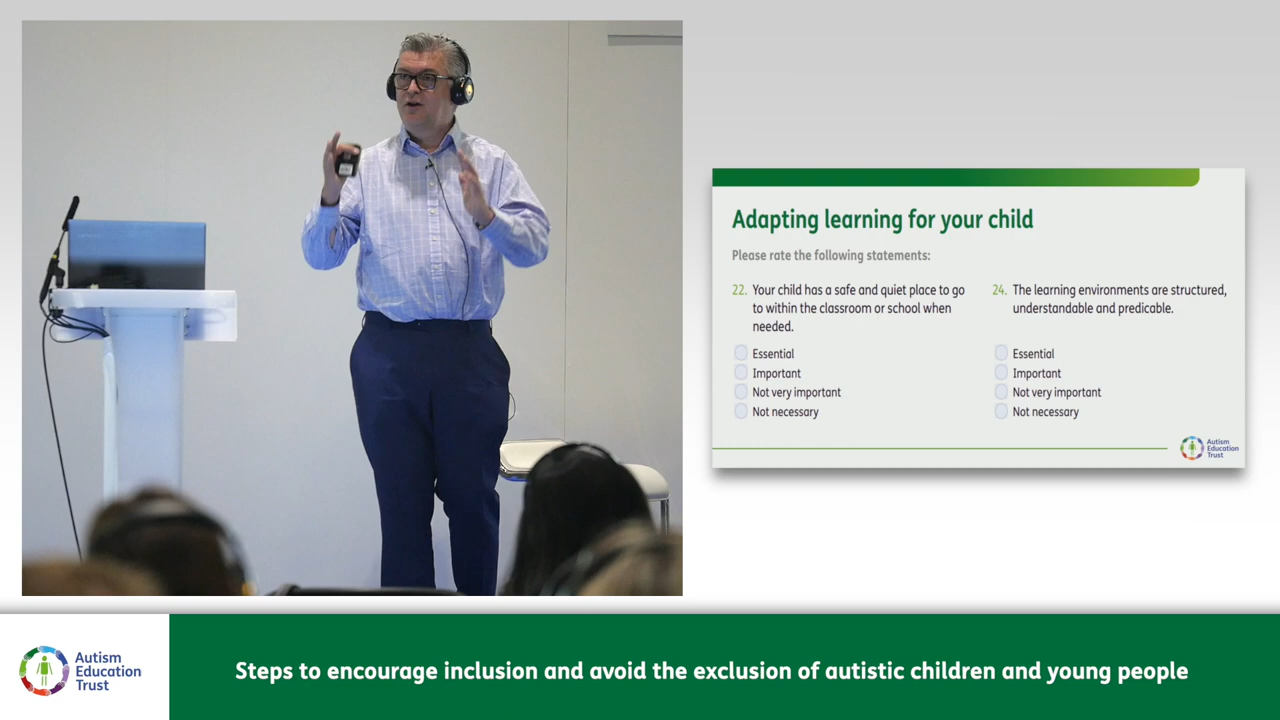 Adapting learning for your child
Please rate the following statements:
22. Your child has a safe and quiet place to go
to within the classroom or school when
needed.
Essential
Important
Not very important
Not necessary
24. The learning environments are structured,
understandable and predicable.
Essential
Important
Not very important
Not necessary
Autism
Education
Trust
Autism
Education
Trust
Steps to encourage inclusion and avoid the exclusion of autistic children and young people